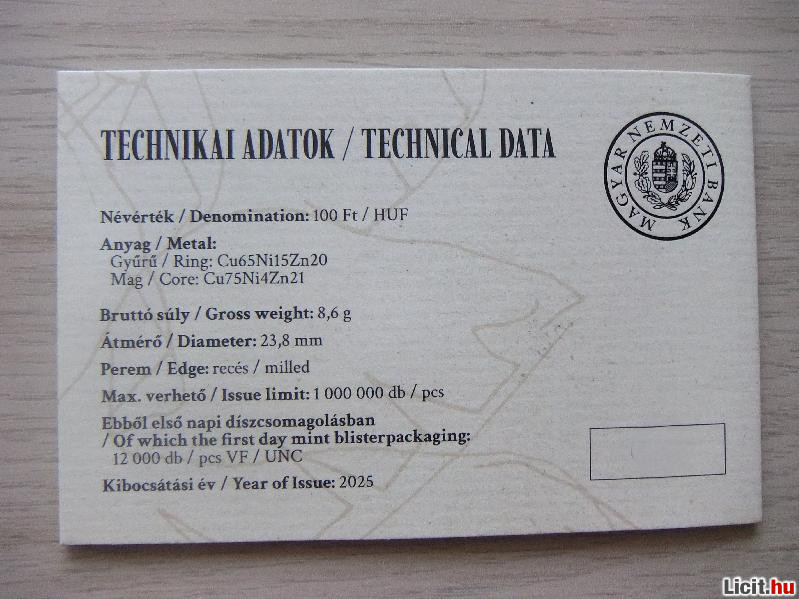 TECHNIKAI ADATOK / TECHNICAL DATA
MAGYAR NEMZETI BANK
Névérték / Denomination: 100 Ft / HUF
Anyag / Metal:
Gyűrű / Ring: Cu65Ni15Zn20
Mag / Core: Cu75Ni4Zn21
Bruttó súly / Gross weight: 8,6 g
Átmérő / Diameter: 23,8 mm
Perem / Edge: recés / milled
Max. verhető / Issue limit: 1 000 000 db / pcs
Ebből első napi díszcsomagolásban
/ Of which the first day mint blisterpackaging:
12 000 db / pcs VF / UNC
Kibocsátási év / Year of Issue: 2025
Licit.hu